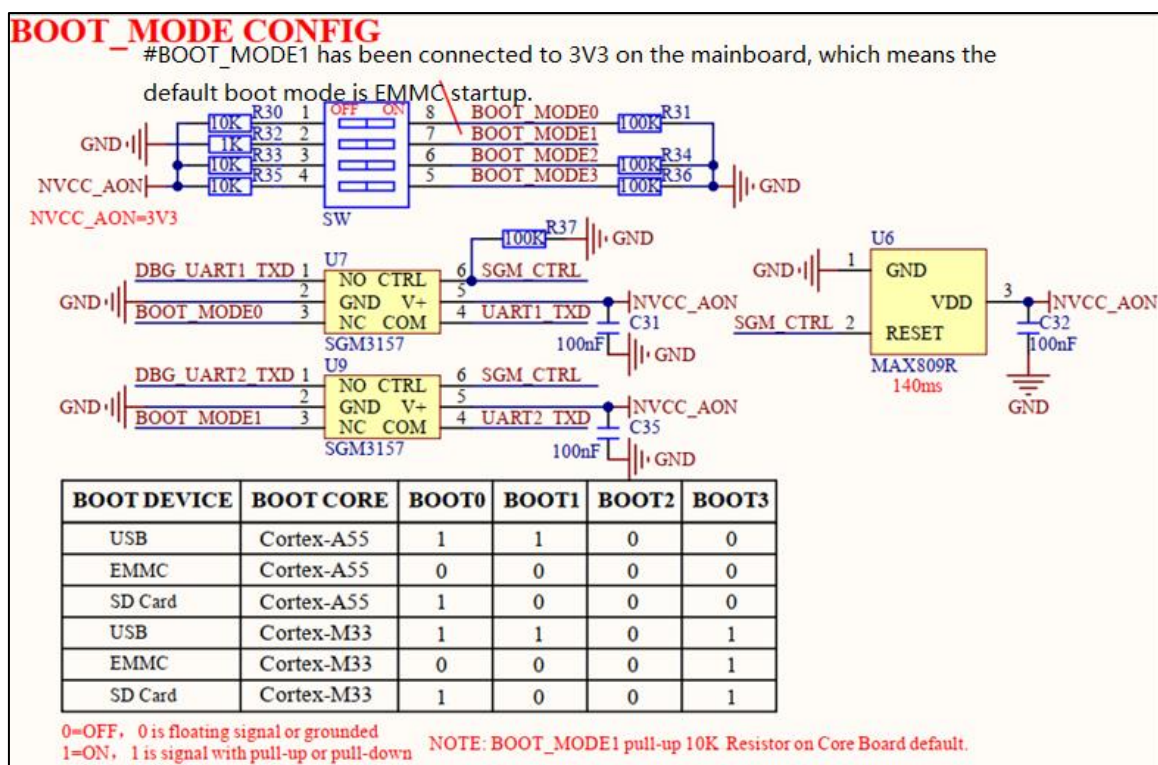 BOOT_MODE CONFIG
#BOOT_MODE1 has been connected to 3V3 on the mainboard, which means the
default boot mode is EMMC startup.
OFF ON
10K R30 1 8 BOOT_MODE0 100K R31
GND 1K R32 2 7 BOOT_MODE1
10K R33 3 6 BOOT_MODE2 100K R34
NVCC_AON 10K R35 4 5 BOOT_MODE3 100K R36
GND
NVCC_AON=3V3
SW
100K R37 GND
U7
DBG_UART1_TXD 1 NO CTRL 6 SGM_CTRL
GND 2 GND V+ 5 NVCC_AON
BOOT_MODE0 3 NC COM 4 UART1_TXD
C31
100nF
GND
SGM3157
U9
DBG_UART2_TXD 1 NO CTRL 6 SGM_CTRL
GND 2 GND V+ 5 NVCC_AON
BOOT_MODE1 3 NC COM 4 UART2_TXD
C35
100nF
GND
SGM3157
U6
GND 1 GND
VDD 3 NVCC_AON
SGM_CTRL 2 RESET
C32
100nF
GND
MAX809R
140ms
BOOT DEVICE BOOT CORE BOOT0 BOOT1 BOOT2 BOOT3
USB Cortex-A55 1 1 0 0
EMMC Cortex-A55 0 0 0 0
SD Card Cortex-A55 1 0 0 0
USB Cortex-M33 1 1 0 1
EMMC Cortex-M33 0 0 0 1
SD Card Cortex-M33 1 0 0 1
0=OFF, 0 is floating signal or grounded
1=ON, 1 is signal with pull-up or pull-down
NOTE: BOOT_MODE1 pull-up 10K Resistor on Core Board default.